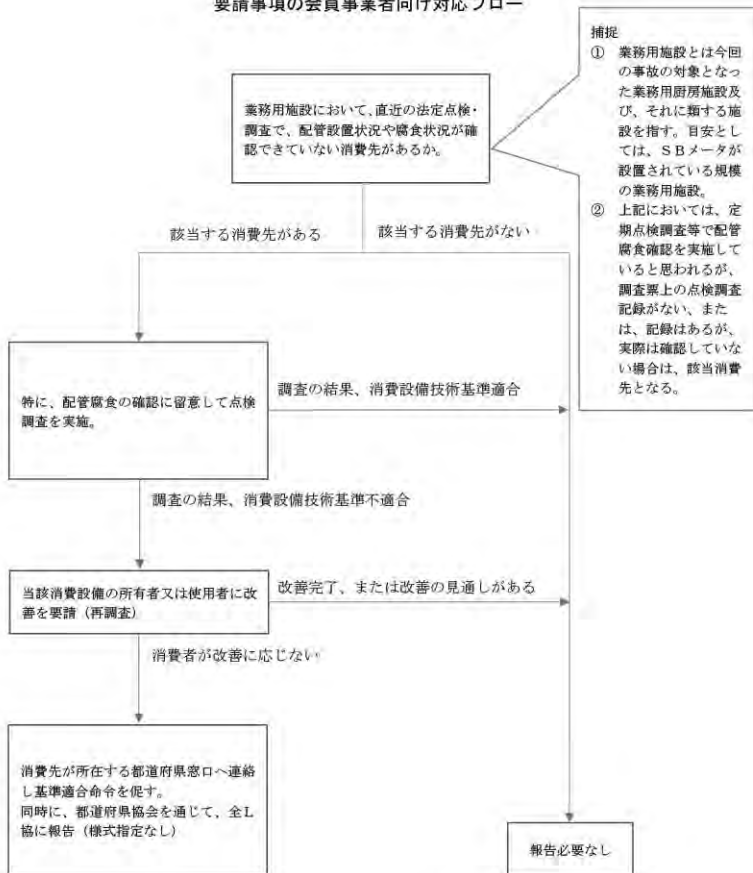 要請事項の会員事業者向け対応フロー
業務用施設において、直近の法定点検・
調査で、配管設置状況や腐食状況が確
認できていない消費先があるか。
捕捉
① 業務用施設とは今回
の事故の対象となっ
た業務用厨房施設及
び、それに類する施
設を指す。目安とし
ては、SBメータが
設置されている規模
の業務用施設。
② 上記においては、定
期点検調査等で配管
腐食確認を実施して
いると思われるが、
調査票上の点検調査
記録がない、また
は、記録はあるが、
実際は確認していな
い場合は、該当消費
先となる。
該当する消費先がある
該当する消費先がない
特に、配管腐食の確認に留意して点検
調査を実施。
調査の結果、消費設備技術基準適合
調査の結果、消費設備技術基準不適合
当該消費設備の所有者又は使用者に改
善を要請（再調査）
改善完了、または改善の見通しがある
消費者が改善に応じない
消費先が所在する都道府県窓口へ連絡
し基準適合命令を促す。
同時に、都道府県協会を通じて、全L
協に報告（様式指定なし）
報告必要なし